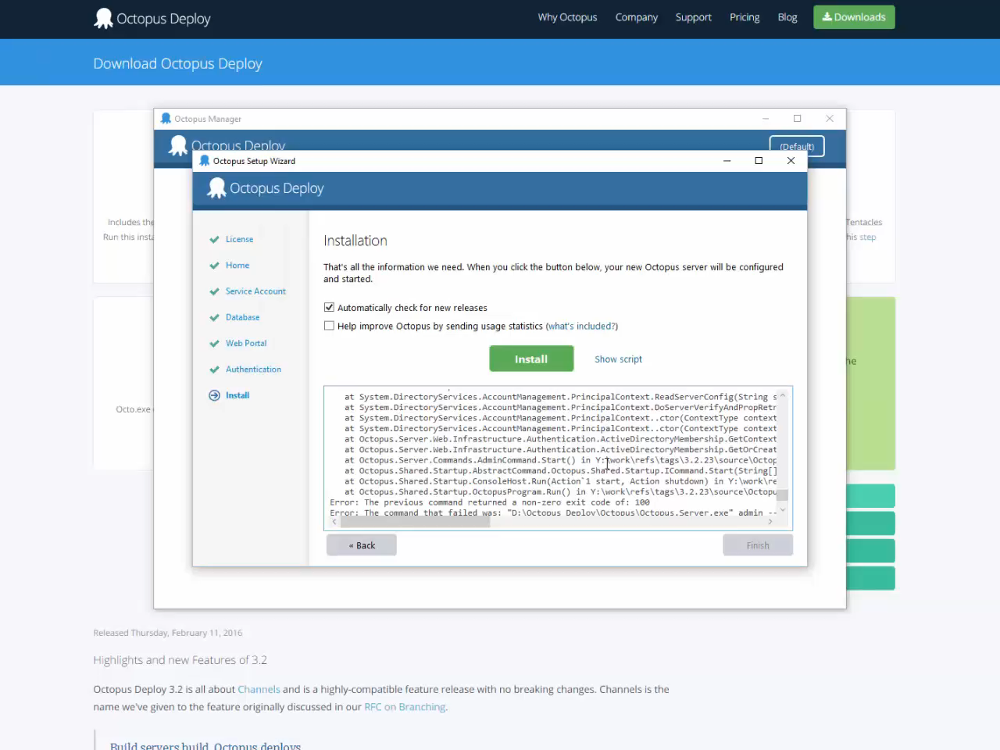 Octopus Deploy
Why Octopus
Company
Support
Pricing
Blog
Downloads
Download Octopus Deploy
Octopus Manager
Octopus Deploy
(Default)
Octopus Setup Wizard
Octopus Deploy
Includes the
Run this insta
Tentacles
his step
License
Home
Service Account
Database
Web Portal
Authentication
Install
Installation
That's all the information we need. When you click the button below, your new Octopus server will be configured
and started.
Automatically check for new releases
Help improve Octopus by sending usage statistics (what's included?)
Install
Show script
he
Octo.exe
at System.DirectoryServices.AccountManagement.PrincipalContext.ReadServerConfig(String s
at System.DirectoryServices.AccountManagement.PrincipalContext.DoServerVerifyAndPropRetr
at System.DirectoryServices.AccountManagement.PrincipalContext..ctor(ContextType context
at System.DirectoryServices.AccountManagement.PrincipalContext..ctor(ContextType context
at Octopus.Server.Web.Infrastructure.Authentication.ActiveDirectoryMembership.GetContext
at Octopus.Server.Web.Infrastructure.Authentication.ActiveDirectoryMembership.GetOrCreat
at Octopus.Server.Commands.AdminCommand.Start() in Y:\work\refs\tags\3.2.23\source\Octop
at Octopus.Shared.Startup.AbstractCommand.Octopus.Shared.Startup.ICommand.Start(String[]
at Octopus.Shared.Startup.ConsoleHost.Run(Action`1 start, Action shutdown) in Y:\work\re
at Octopus.Shared.Startup.OctopusProgram.Run() in Y:\work\refs\tags\3.2.23\source\Octopu
Error: The previous command returned a non-zero exit code of: 100
Error: The command that failed was: "D:\Octopus Deploy\Octopus\Octopus.Server.exe" admin --
« Back
Finish
Released Thursday, February 11, 2016
Highlights and new Features of 3.2
Octopus Deploy 3.2 is all about Channels and is a highly-compatible feature release with no breaking changes. Channels is the
name we've given to the feature originally discussed in our RFC on Branching.
Build servers build, Octopus deploys